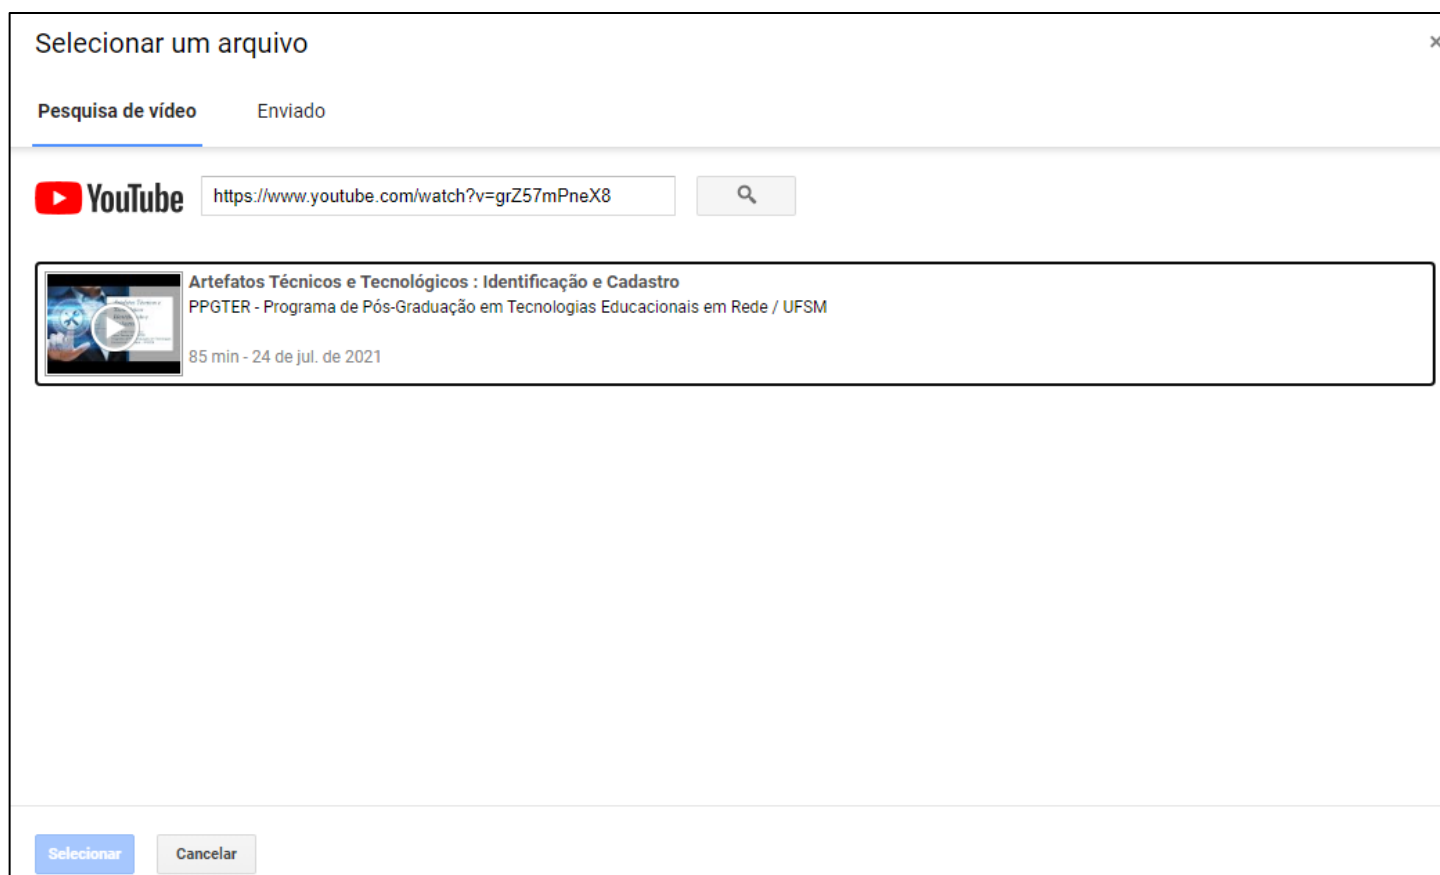 Selecionar um arquivo
×
Pesquisa de vídeo Enviado
YouTube https://www.youtube.com/watch?v=grZ57mPneX8
Artefatos Técnicos e Tecnológicos : Identificação e Cadastro
PPGTER - Programa de Pós-Graduação em Tecnologias Educacionais em Rede / UFSM
85 min - 24 de jul. de 2021
Selecionar Cancelar